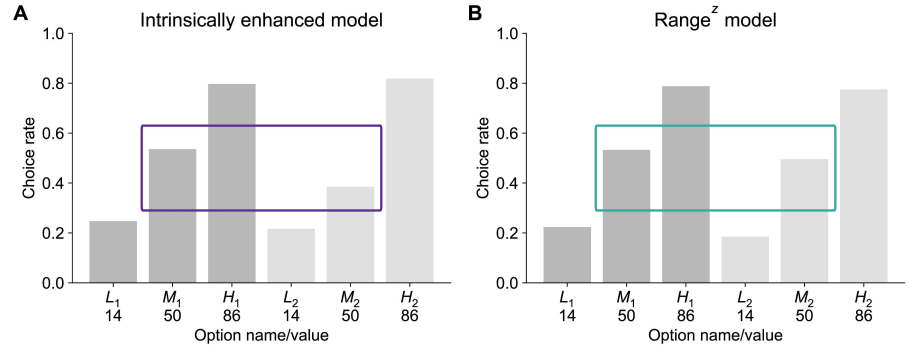 A
Intrinsically enhanced model
1.0
0.8
0.6
0.4
0.2
0.0
Choice rate
L1 M1 H1 L2 M2 H2
14 50 86 14 50 86
Option name/value
B
Range^z model
1.0
0.8
0.6
0.4
0.2
0.0
Choice rate
L1 M1 H1 L2 M2 H2
14 50 86 14 50 86
Option name/value